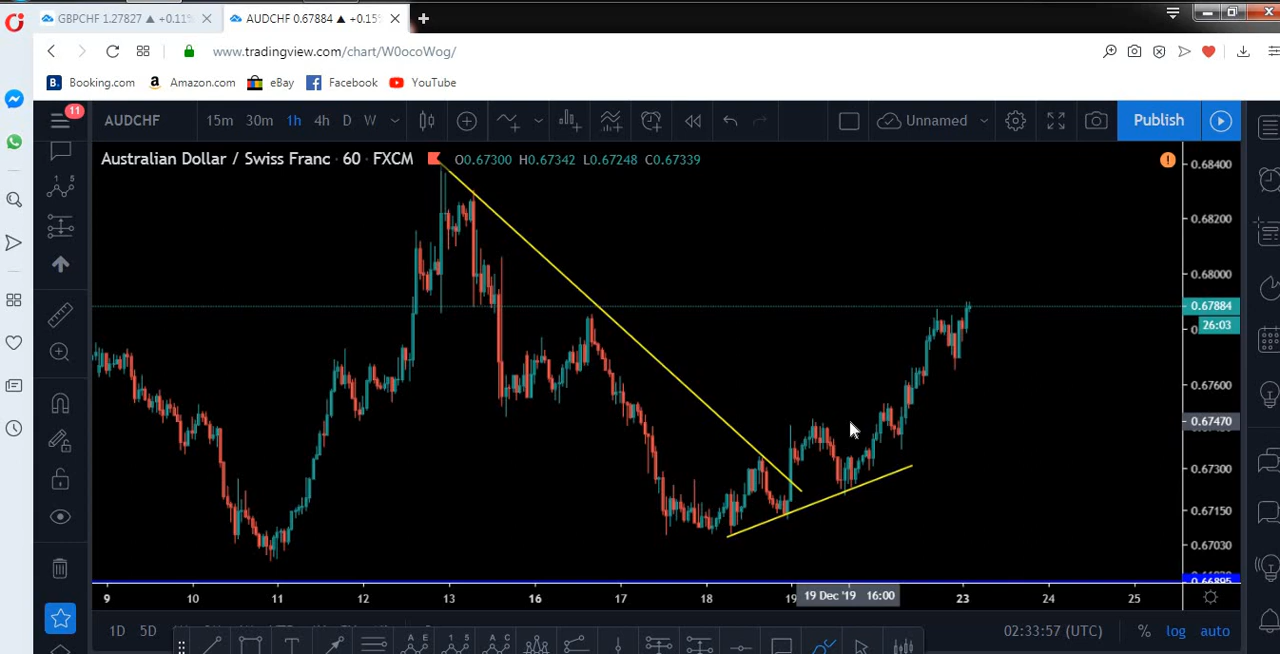 GBPCHF 1.27827 ▲ +0.11%
AUDCHF 0.67884 ▲ +0.15%
www.tradingview.com/chart/W0ocoWog/
B. Booking.com Amazon.com eBay Facebook YouTube
11
AUDCHF 15m 30m 1h 4h D W Unnamed Publish
Australian Dollar / Swiss Franc · 60 · FXCM O0.67300 H0.67342 L0.67248 C0.67339
0.68400
0.68200
0.68000
0.67884
26:03
0.67600
0.67470
0.67300
0.67150
0.67030
0.66895
9 10 11 12 13 16 17 18 19 19 Dec '19 16:00 23 24 25
1D 5D 02:33:57 (UTC) % log auto